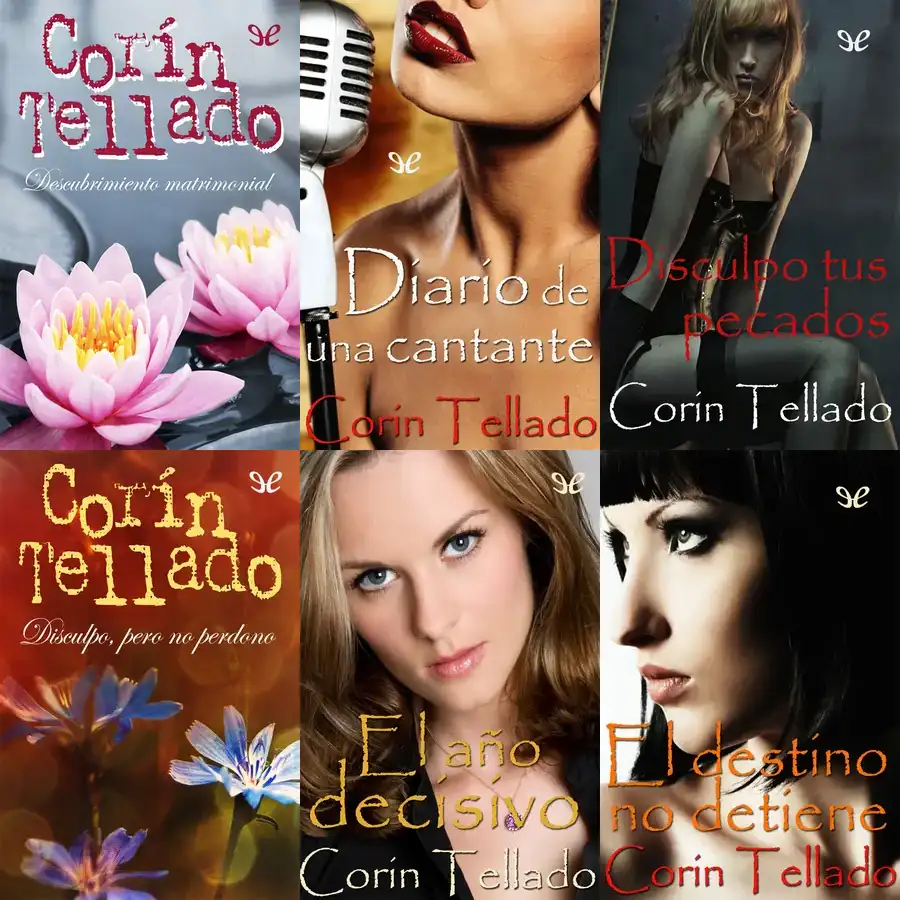 Corín
Tellado
Descubrimiento matrimonial
Diario de
una cantante
Corín Tellado
Disculpo tus
pecados
Corín Tellado
Corín
Tellado
Disculpo, pero no perdono
El año
decisivo
Corín Tellado
El destino
no detiene
Corín Tellado